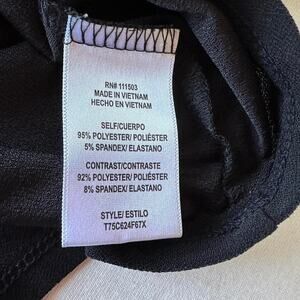 RN# 111503
MADE IN VIETNAM
HECHO EN VIETNAM
SELF/CUERPO
95% POLYESTER/ POLIÉSTER
5% SPANDEX/ ELASTANO
CONTRAST/CONTRASTE
92% POLYESTER/ POLIÉSTER
8% SPANDEX/ ELASTANO
STYLE/ ESTILO
T75C624F67X